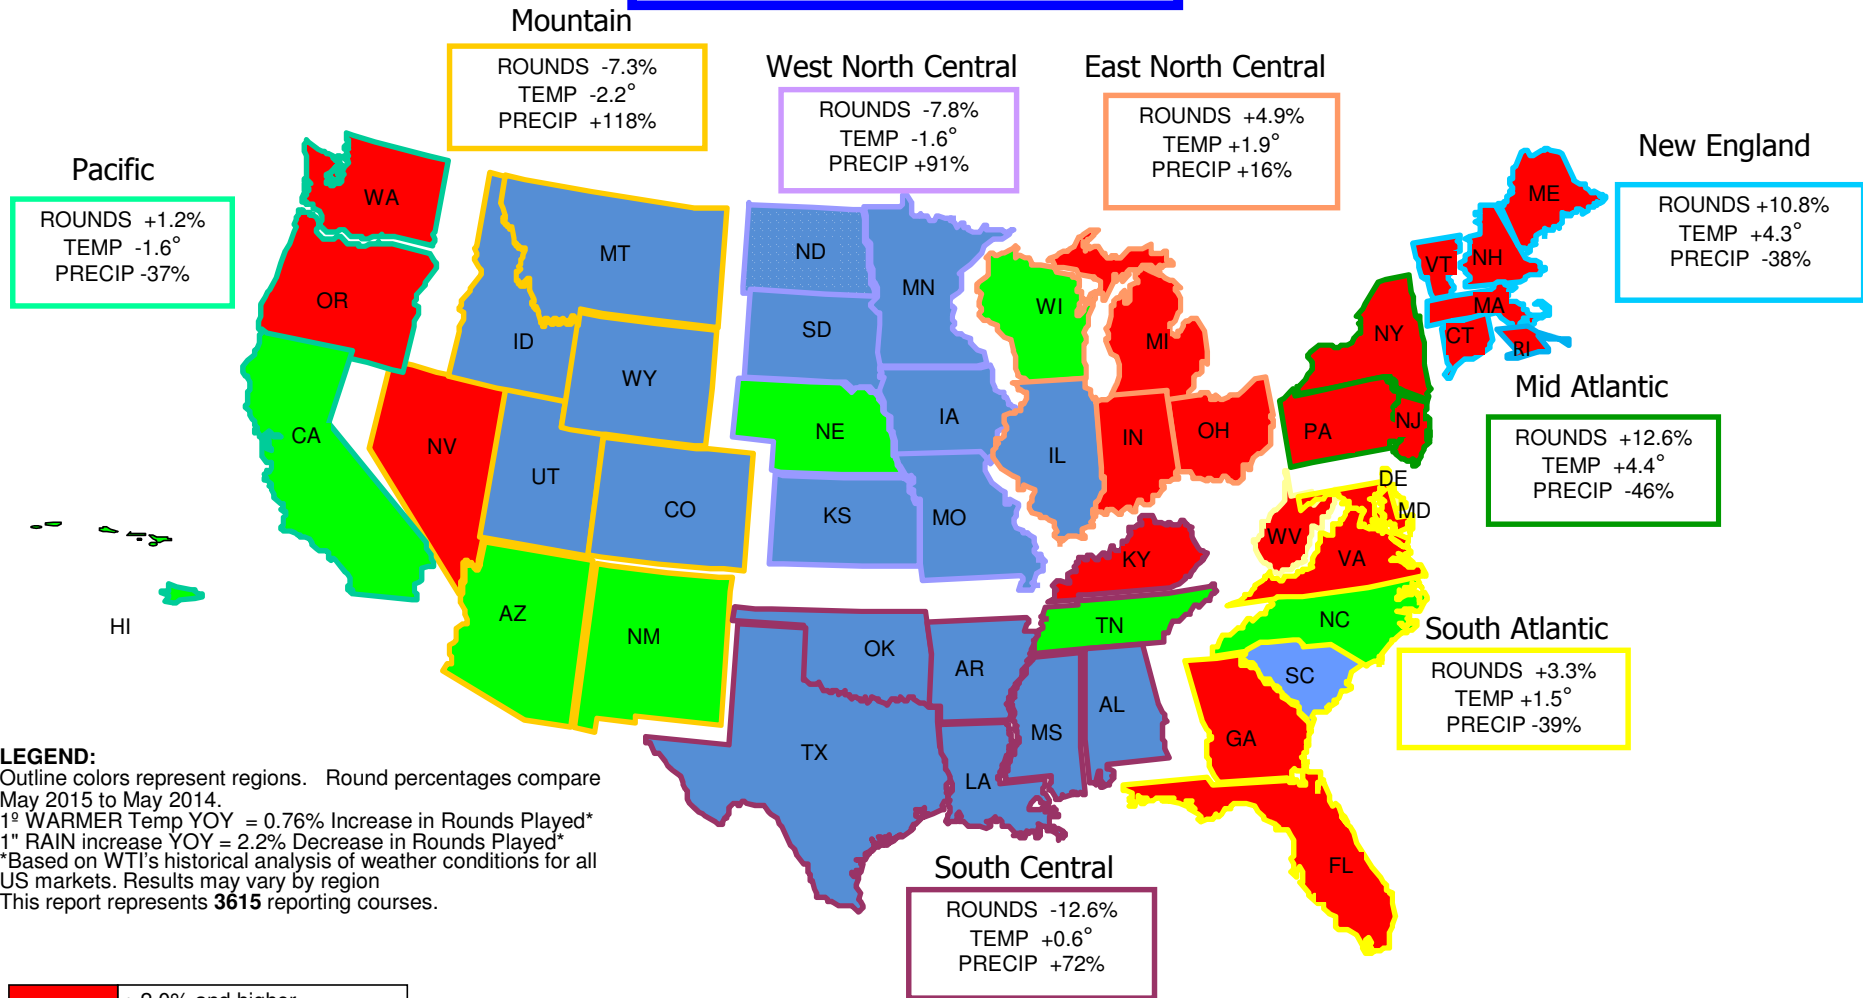 Mountain
ROUNDS -7.3%
TEMP -2.2°
PRECIP +118%
West North Central
ROUNDS -7.8%
TEMP -1.6°
PRECIP +91%
East North Central
ROUNDS +4.9%
TEMP +1.9°
PRECIP +16%
New England
ROUNDS +10.8%
TEMP +4.3°
PRECIP -38%
Pacific
ROUNDS +1.2%
TEMP -1.6°
PRECIP -37%
Mid Atlantic
ROUNDS +12.6%
TEMP +4.4°
PRECIP -46%
South Atlantic
ROUNDS +3.3%
TEMP +1.5°
PRECIP -39%
South Central
ROUNDS -12.6%
TEMP +0.6°
PRECIP +72%
WA
OR
CA
HI
MT
ID
WY
NV
UT
CO
AZ
NM
ND
SD
MN
NE
IA
KS
MO
WI
MI
IL
IN
OH
ME
VT
NH
MA
CT
RI
NY
PA
NJ
DE
MD
WV
VA
NC
SC
GA
FL
KY
TN
OK
AR
TX
LA
MS
AL
LEGEND:
Outline colors represent regions. Round percentages compare
May 2015 to May 2014.
1º WARMER Temp YOY = 0.76% Increase in Rounds Played*
1" RAIN increase YOY = 2.2% Decrease in Rounds Played*
*Based on WTI's historical analysis of weather conditions for all
US markets. Results may vary by region
This report represents 3615 reporting courses.